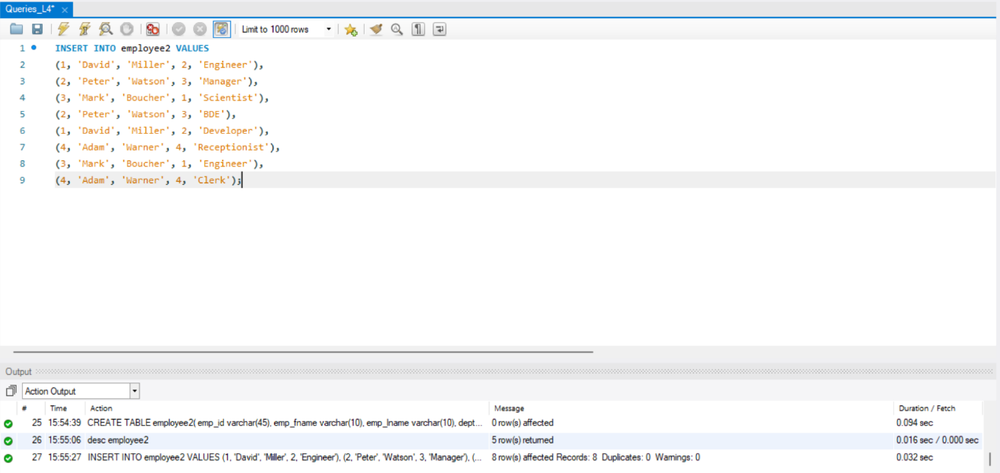 Queries_L4*
Limit to 1000 rows
1 INSERT INTO employee2 VALUES
2 (1, 'David', 'Miller', 2, 'Engineer'),
3 (2, 'Peter', 'Watson', 3, 'Manager'),
4 (3, 'Mark', 'Boucher', 1, 'Scientist'),
5 (2, 'Peter', 'Watson', 3, 'BDE'),
6 (1, 'David', 'Miller', 2, 'Developer'),
7 (4, 'Adam', 'Warner', 4, 'Receptionist'),
8 (3, 'Mark', 'Boucher', 1, 'Engineer'),
9 (4, 'Adam', 'Warner', 4, 'Clerk');
Output
Action Output
# Time Action Message Duration / Fetch
25 15:54:39 CREATE TABLE employee2( emp_id varchar(45), emp_fname varchar(10), emp_lname varchar(10), dept... 0 row(s) affected 0.094 sec
26 15:55:06 desc employee2 5 row(s) returned 0.016 sec / 0.000 sec
27 15:55:27 INSERT INTO employee2 VALUES (1, 'David', 'Miller', 2, 'Engineer'), (2, 'Peter', 'Watson', 3, 'Manager'), (... 8 row(s) affected Records: 8 Duplicates: 0 Warnings: 0 0.032 sec